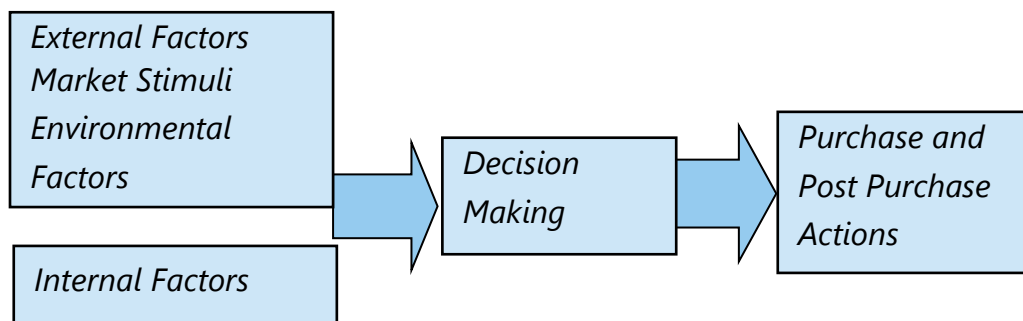 External Factors
Market Stimuli
Environmental
Factors
Internal Factors
Decision
Making
Purchase and
Post Purchase
Actions